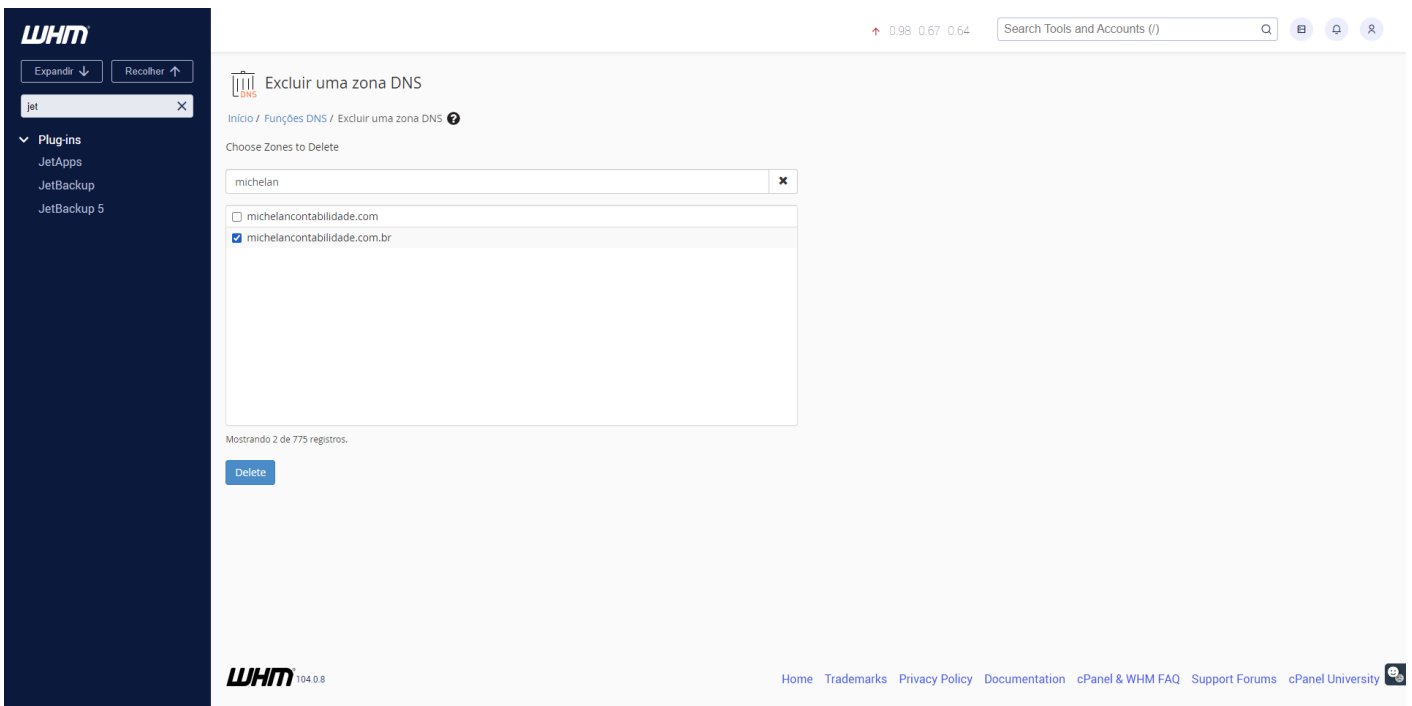 WHM
0.98 0.67 0.64
Search Tools and Accounts (/)
Expandir
Recolher
jet
Plug-ins
JetApps
JetBackup
JetBackup 5
DNS
Excluir uma zona DNS
Início / Funções DNS / Excluir uma zona DNS ?
Choose Zones to Delete
michelan
michelancontabilidade.com
michelancontabilidade.com.br
Mostrando 2 de 775 registros.
Delete
WHM 104.0.8
Home Trademarks Privacy Policy Documentation cPanel & WHM FAQ Support Forums cPanel University